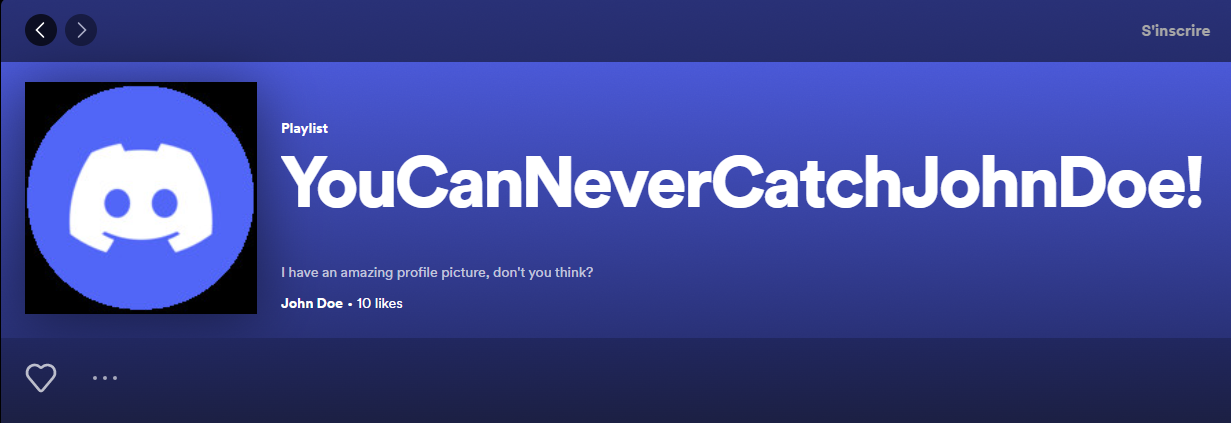 S'inscrire
Playlist
YouCanNeverCatchJohnDoe!
I have an amazing profile picture, don't you think?
John Doe • 10 likes